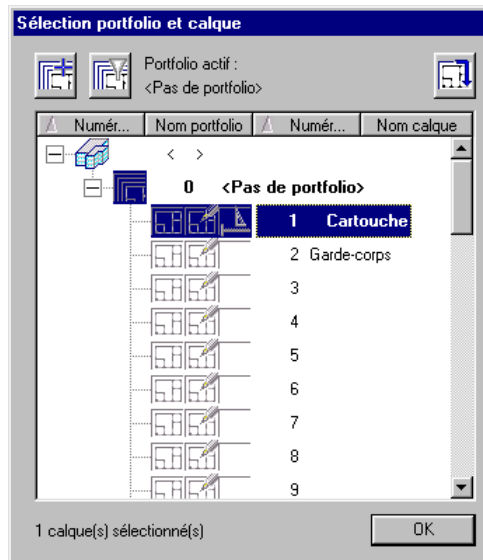 Sélection portfolio et calque
Portfolio actif :
<Pas de portfolio>
Numér... Nom portfolio Numér... Nom calque
< >
0 <Pas de portfolio>
1 Cartouche
2 Garde-corps
3
4
5
6
7
8
9
1 calque(s) sélectionné(s) OK